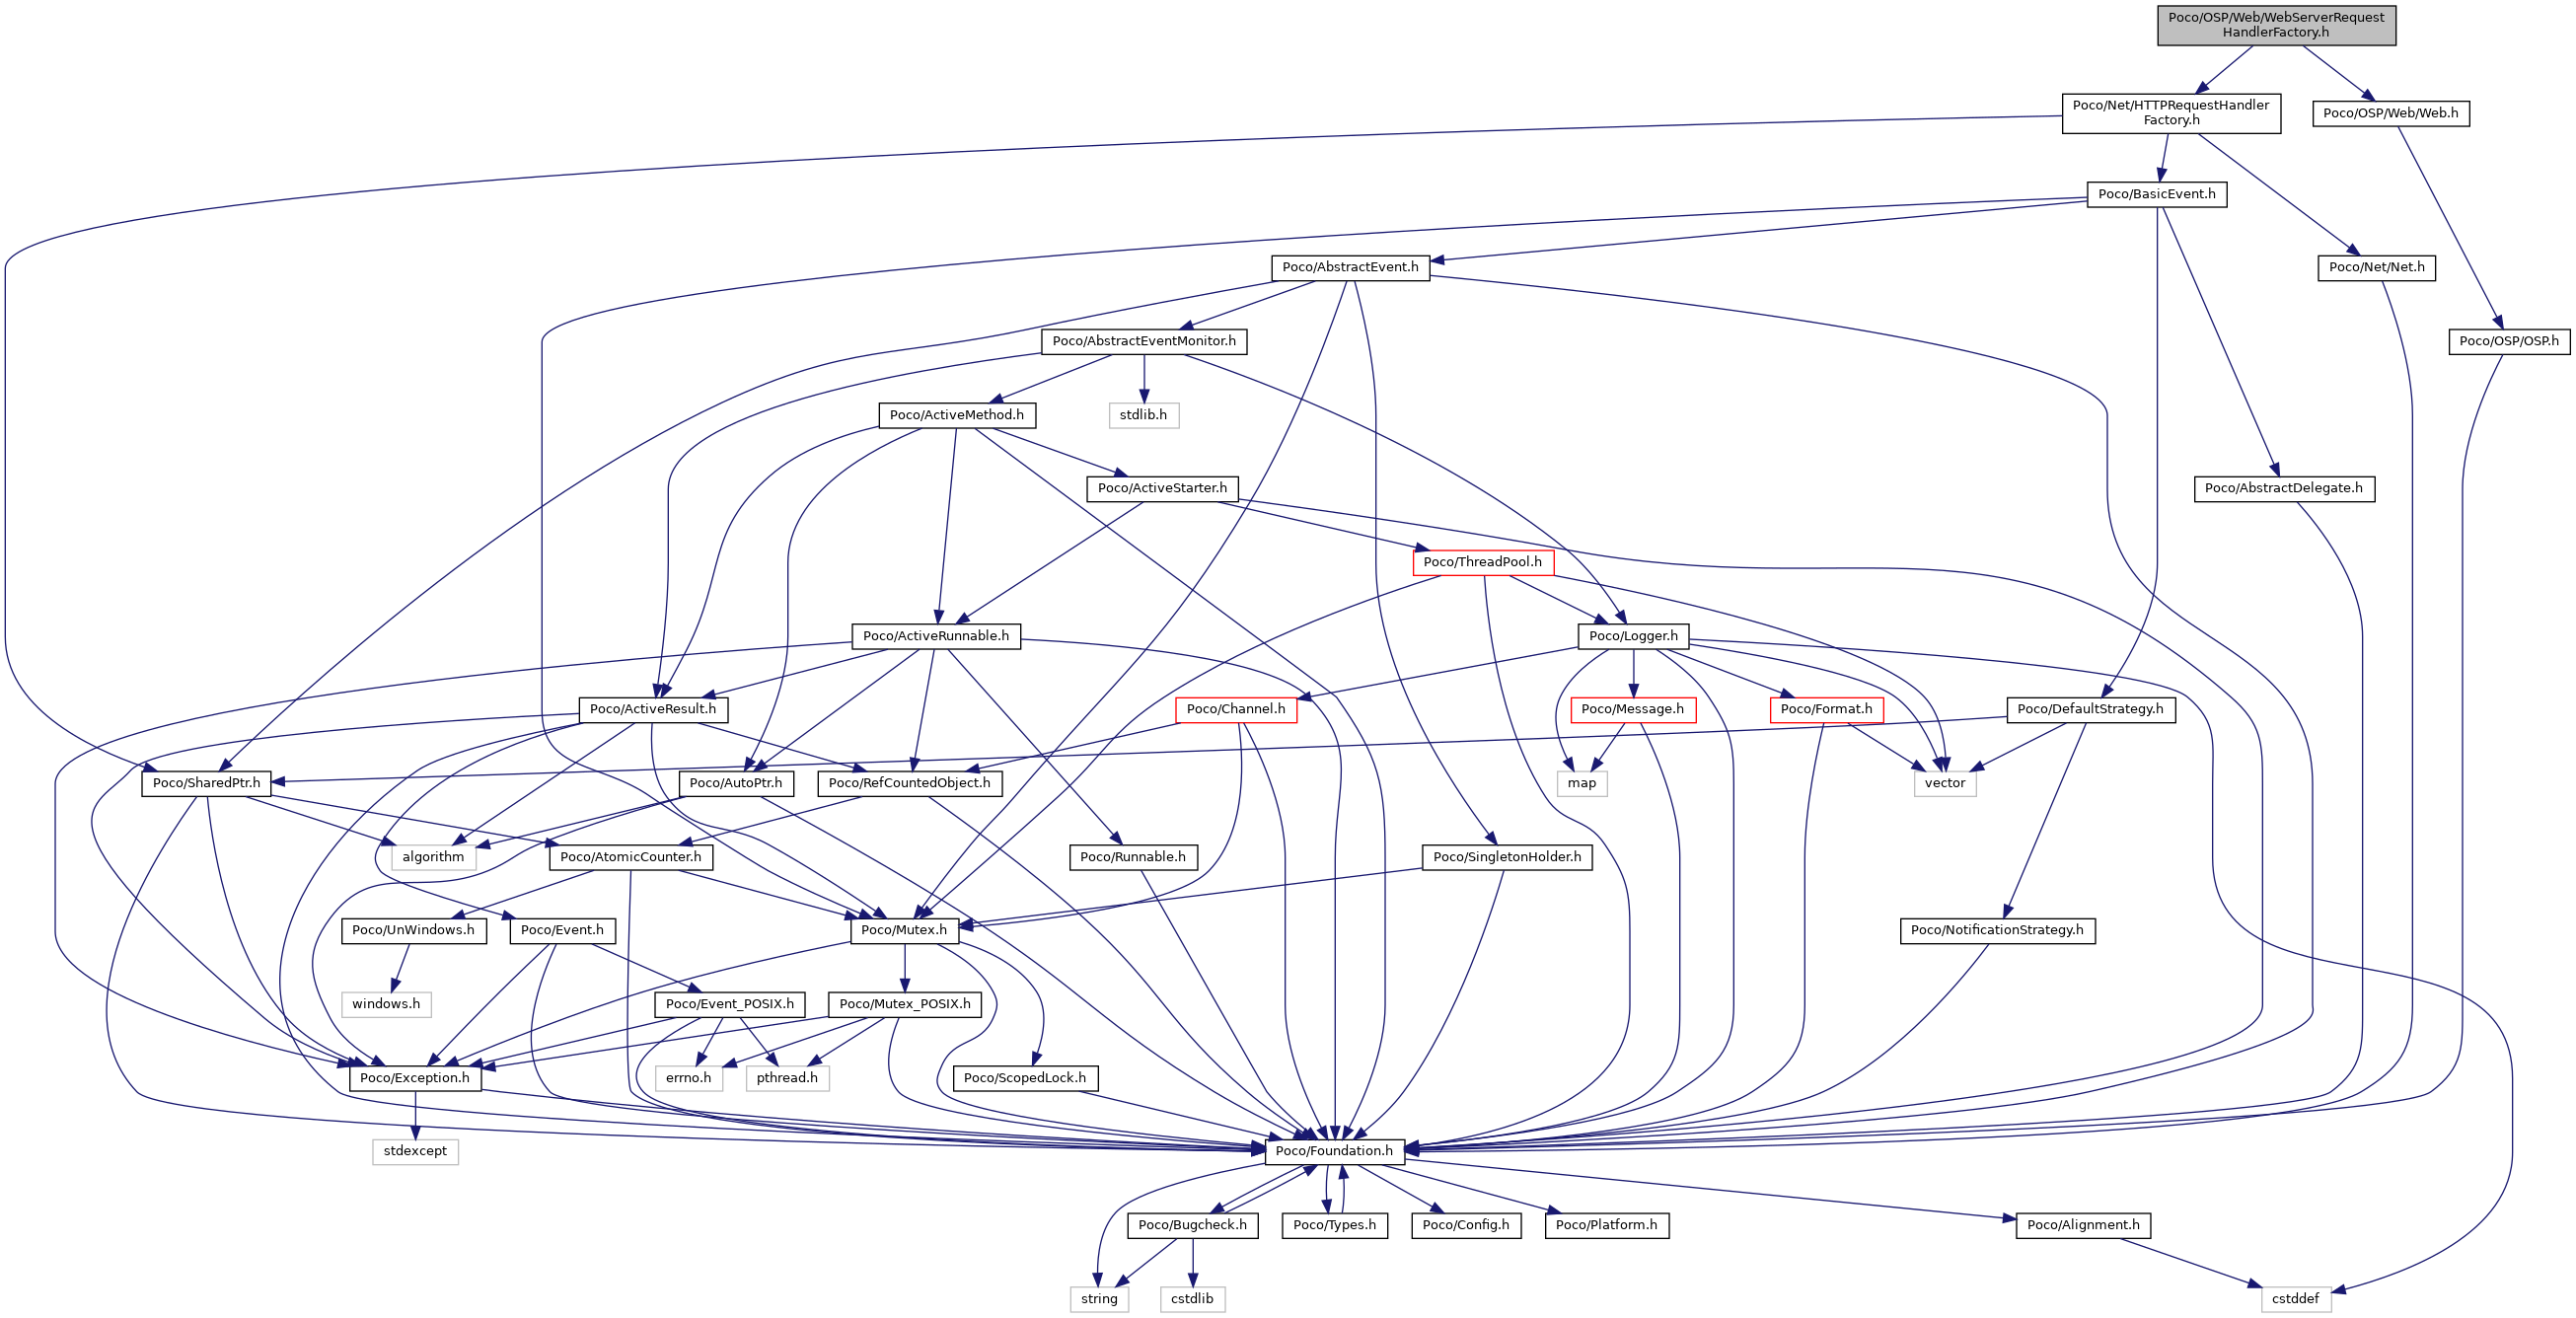 Poco/OSP/Web/WebServerRequest
HandlerFactory.h
Poco/Net/HTTPRequestHandler
Factory.h
Poco/OSP/Web/Web.h
Poco/BasicEvent.h
Poco/AbstractEvent.h
Poco/Net/Net.h
Poco/AbstractEventMonitor.h
Poco/OSP/OSP.h
Poco/ActiveMethod.h
stdlib.h
Poco/ActiveStarter.h
Poco/AbstractDelegate.h
Poco/ThreadPool.h
Poco/ActiveRunnable.h
Poco/Logger.h
Poco/ActiveResult.h
Poco/Channel.h
Poco/Message.h
Poco/Format.h
Poco/DefaultStrategy.h
Poco/SharedPtr.h
Poco/AutoPtr.h
Poco/RefCountedObject.h
map
vector
algorithm
Poco/AtomicCounter.h
Poco/Runnable.h
Poco/SingletonHolder.h
Poco/UnWindows.h
Poco/Event.h
Poco/Mutex.h
Poco/NotificationStrategy.h
windows.h
Poco/Event_POSIX.h
Poco/Mutex_POSIX.h
Poco/Exception.h
errno.h
pthread.h
Poco/ScopedLock.h
stdexcept
Poco/Foundation.h
Poco/Bugcheck.h
Poco/Types.h
Poco/Config.h
Poco/Platform.h
Poco/Alignment.h
string
cstdlib
cstddef